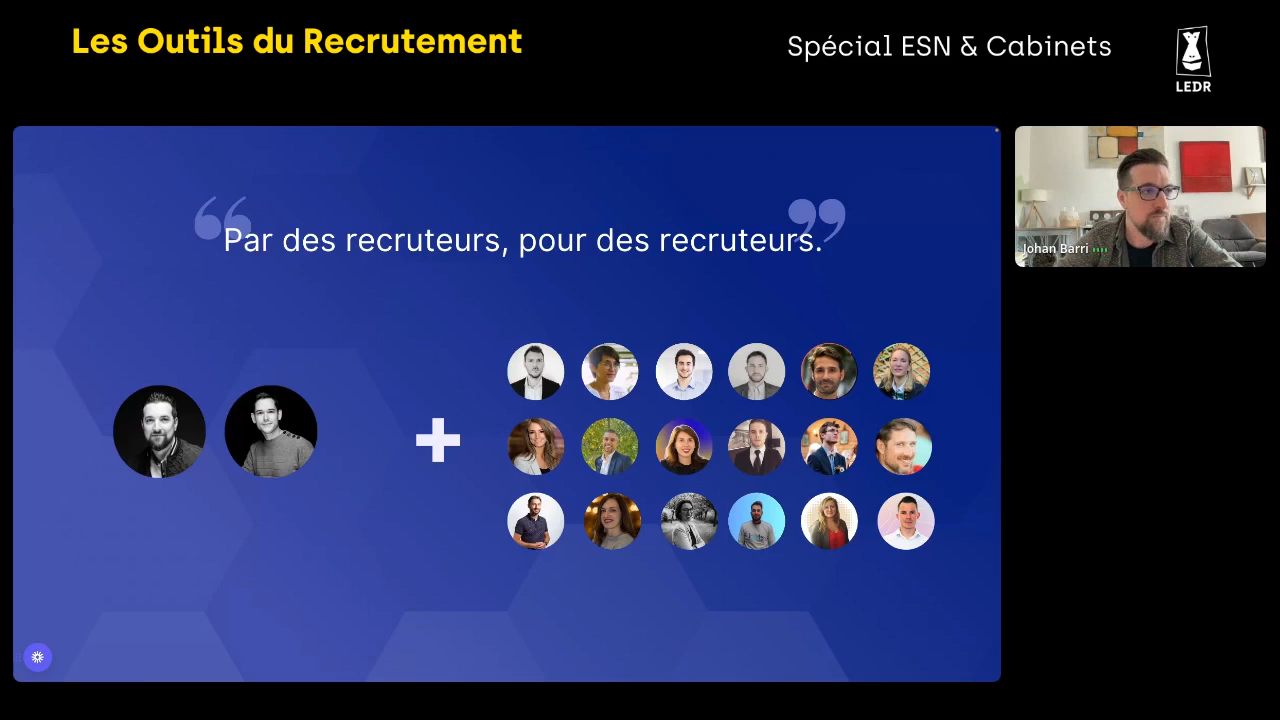 Les Outils du Recrutement
Spécial ESN & Cabinets
LEDR
“Par des recruteurs, pour des recruteurs.”
Johan Barri